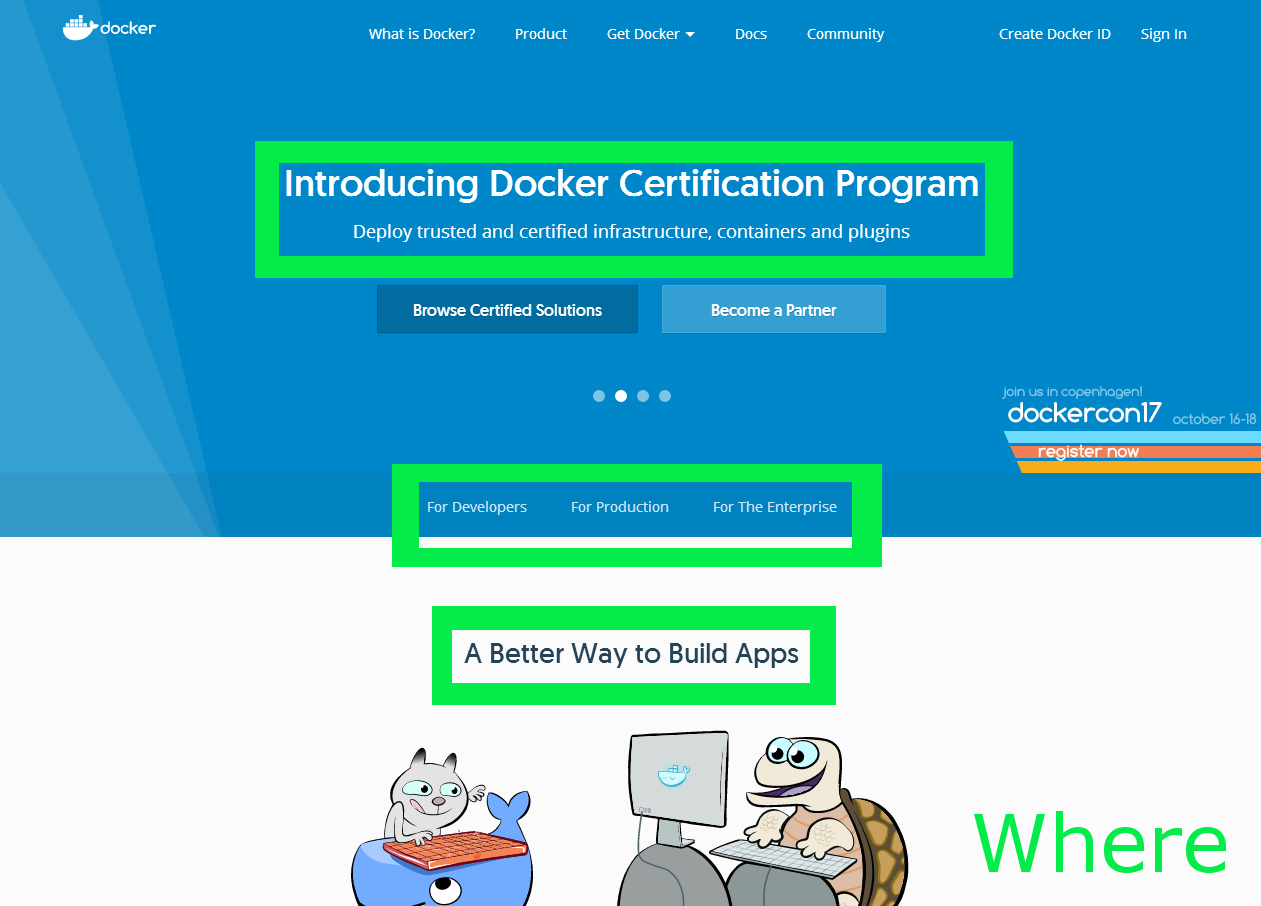 docker
What is Docker? Product Get Docker Docs Community Create Docker ID Sign In
Introducing Docker Certification Program
Deploy trusted and certified infrastructure, containers and plugins
Browse Certified Solutions Become a Partner
join us in copenhagen!
dockercon17 october 16-18
register now
For Developers For Production For The Enterprise
A Better Way to Build Apps
Where